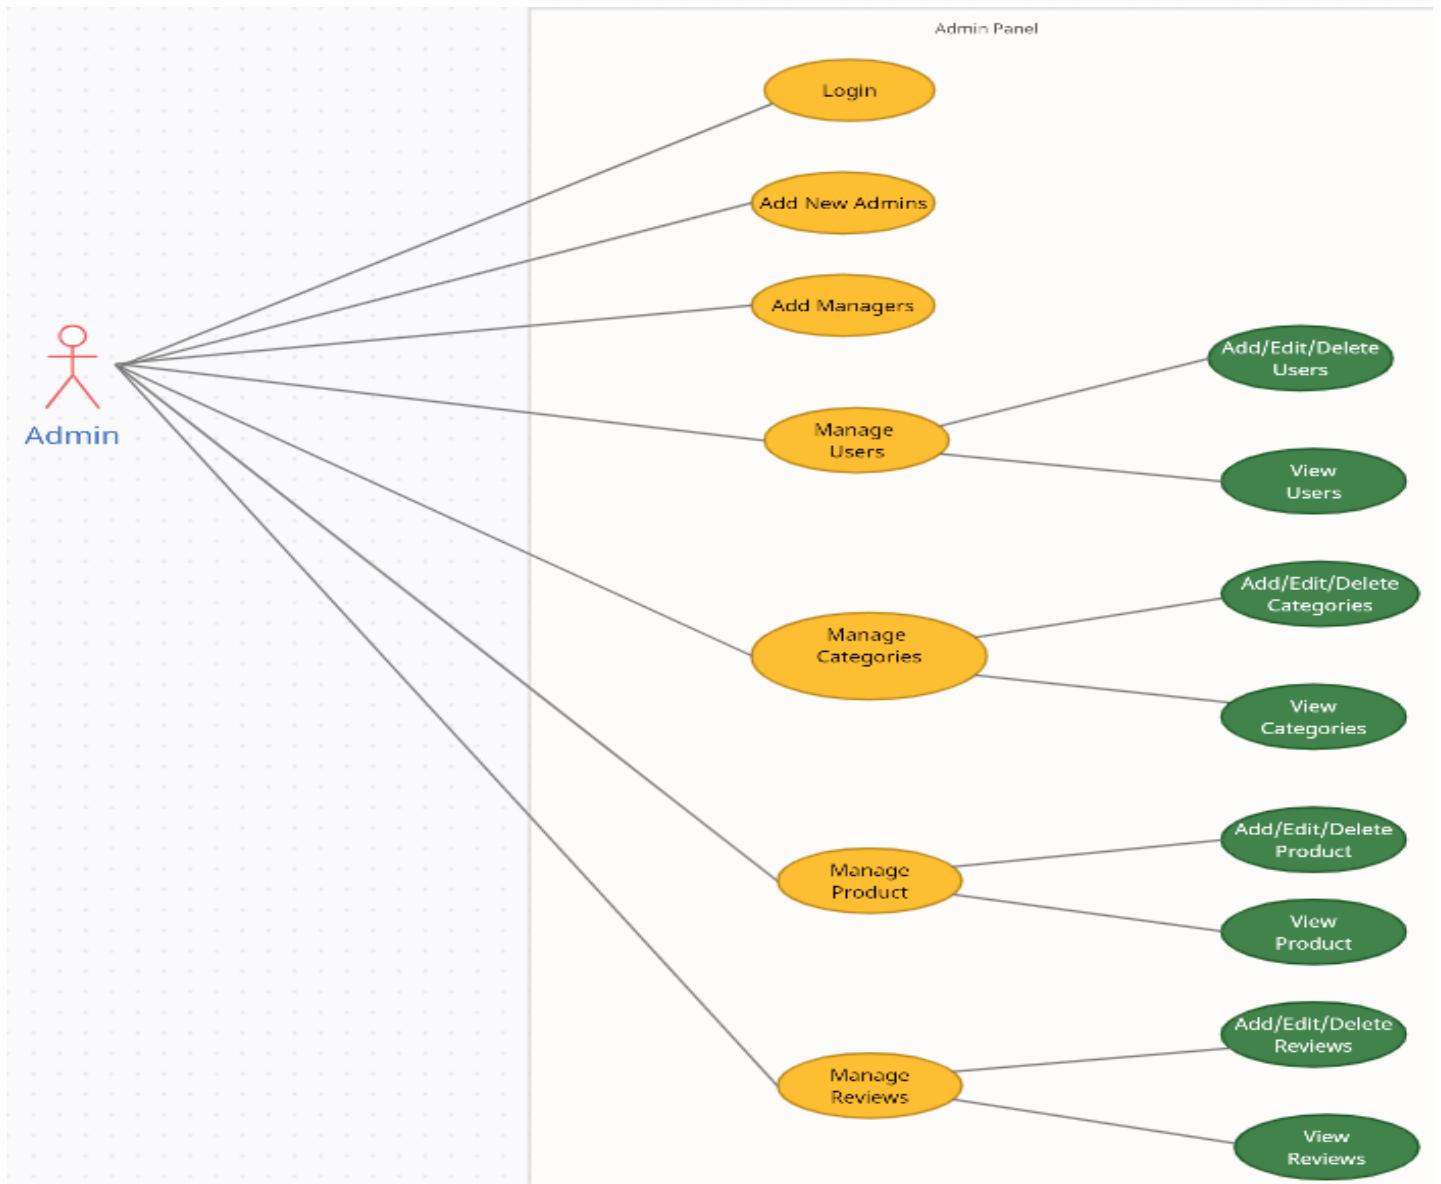 Admin Panel
Login
Add New Admins
Add Managers
Admin
Manage
Users
Add/Edit/Delete
Users
View
Users
Manage
Categories
Add/Edit/Delete
Categories
View
Categories
Manage
Product
Add/Edit/Delete
Product
View
Product
Manage
Reviews
Add/Edit/Delete
Reviews
View
Reviews